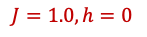 J = 1.0, h = 0